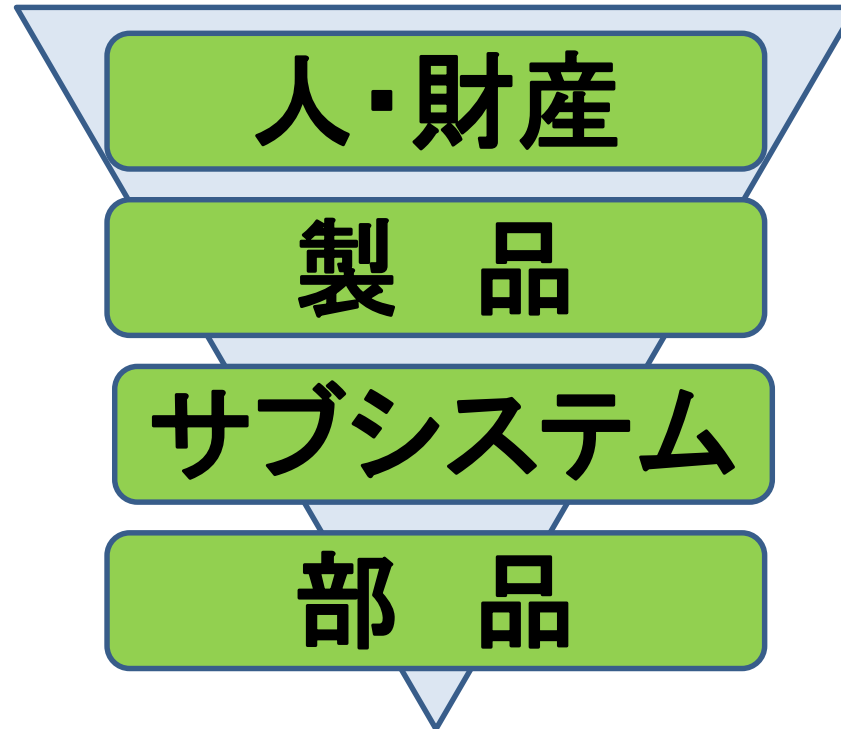 人・財産
製　品
サブシステム
部　品